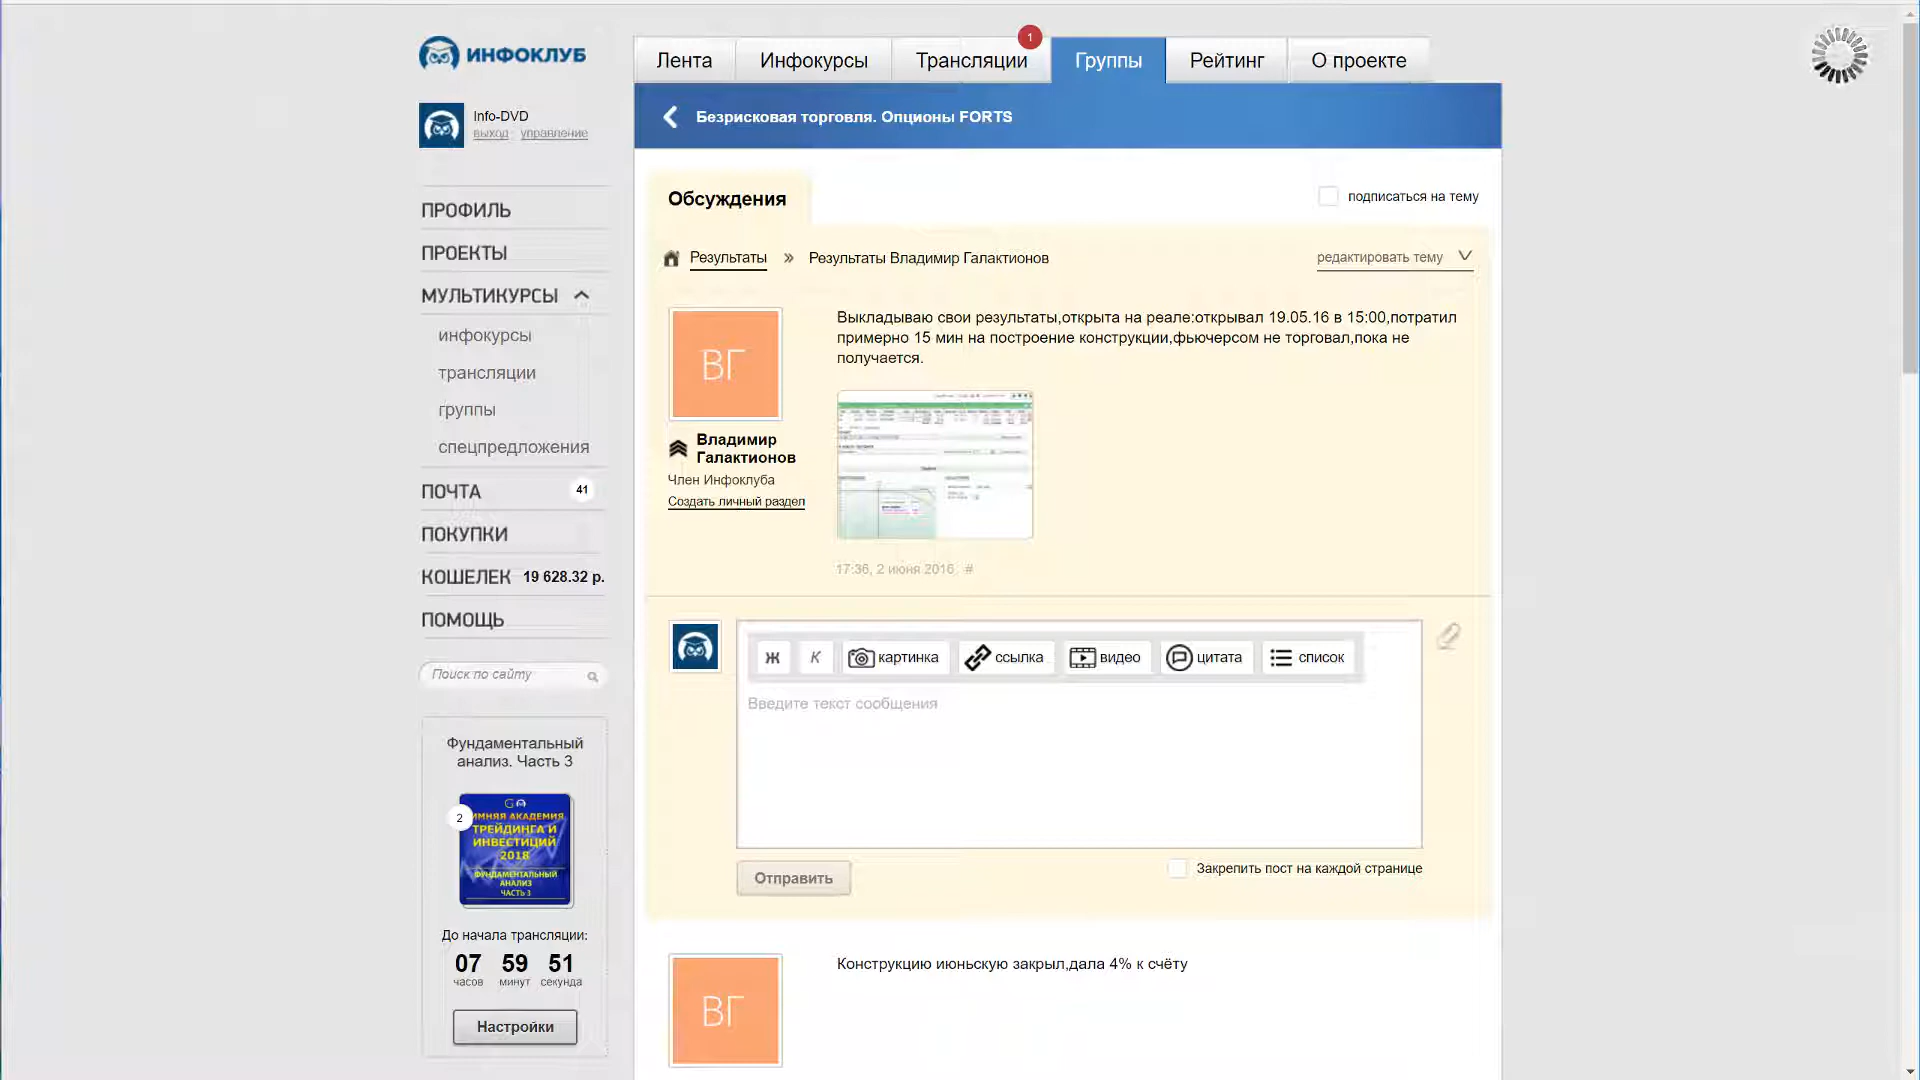 ИНФОКЛУБ
Info-DVD
выход управление
ПРОФИЛЬ
ПРОЕКТЫ
МУЛЬТИКУРСЫ
инфокурсы
трансляции
группы
спецпредложения
ПОЧТА 41
ПОКУПКИ
КОШЕЛЕК 19 628.32 р.
ПОМОЩЬ
Поиск по сайту
Фундаментальный
анализ. Часть 3
2
ИМНЯЯ АКАДЕМИЯ
ТРЕЙДИНГА И
ИНВЕСТИЦИЙ
2018
ФУНДАМЕНТАЛЬНЫЙ
АНАЛИЗ
ЧАСТЬ 3
До начала трансляции:
07 59 51
часов минут секунда
Настройки
Лента Инфокурсы Трансляции 1 Группы Рейтинг О проекте
Безрисковая торговля. Опционы FORTS
Обсуждения
подписаться на тему
Результаты » Результаты Владимир Галактионов
редактировать тему
ВГ
Владимир
Галактионов
Член Инфоклуба
Создать личный раздел
Выкладываю свои результаты,открыта на реале:открывал 19.05.16 в 15:00,потратил
примерно 15 мин на построение конструкции,фьючерсом не торговал,пока не
получается.
17:36, 2 июня 2016 #
Ж К картинка ссылка видео цитата список
Введите текст сообщения
Отправить
Закрепить пост на каждой странице
ВГ
Конструкцию июньскую закрыл,дала 4% к счёту